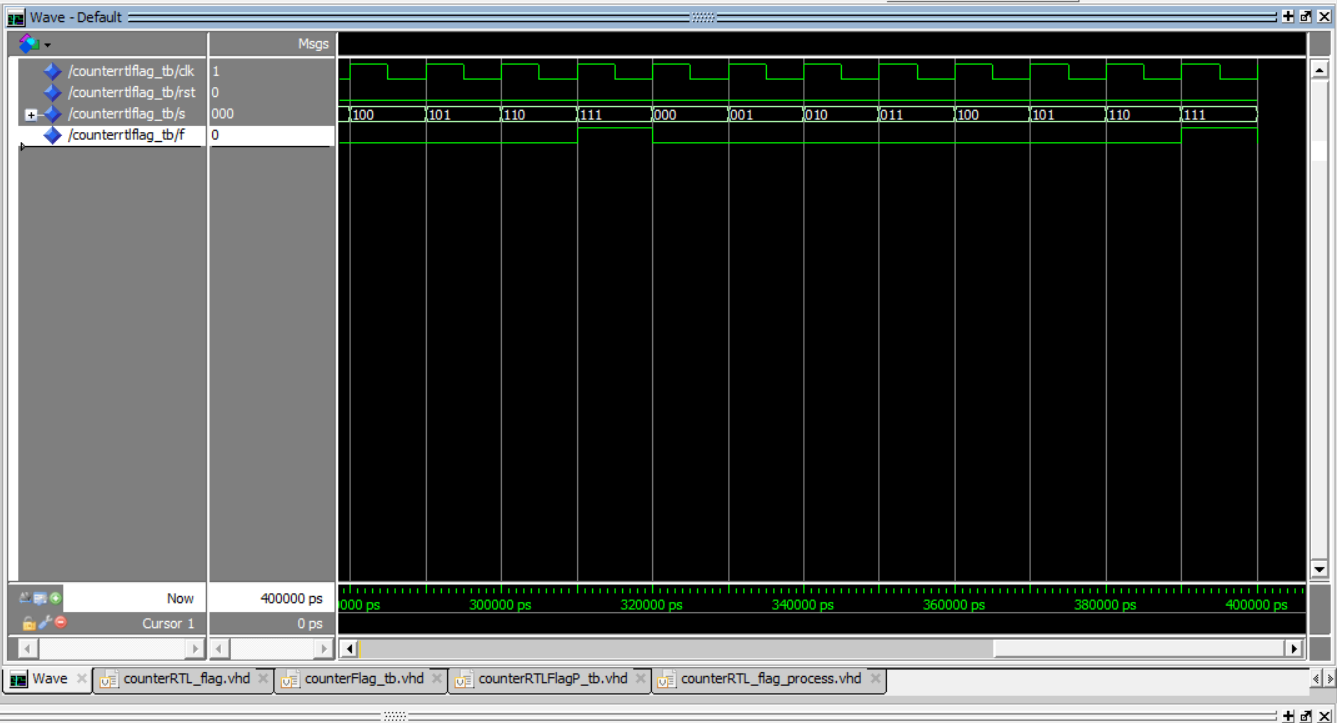 Wave - Default
Msgs
/counterrtlflag_tb/clk 1
/counterrtlflag_tb/rst 0
/counterrtlflag_tb/s 000 100 101 110 111 000 001 010 011 100 101 110 111
/counterrtlflag_tb/f 0
Now 400000 ps 000 ps 300000 ps 320000 ps 340000 ps 360000 ps 380000 ps 400000 ps
Cursor 1 0 ps
Wave counterRTL_flag.vhd counterFlag_tb.vhd counterRTLFlagP_tb.vhd counterRTL_flag_process.vhd